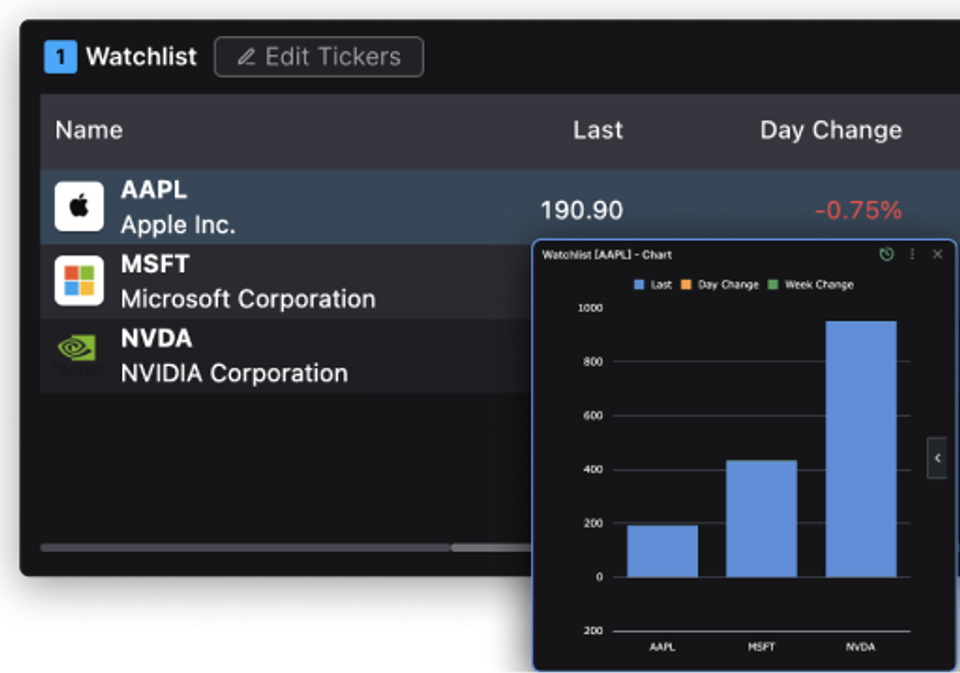 1 Watchlist Edit Tickers
Name Last Day Change
AAPL
Apple Inc.
190.90 -0.75%
MSFT
Microsoft Corporation
NVDA
NVIDIA Corporation
Watchlist [AAPL] - Chart
Last Day Change Week Change
1000
800
600
400
200
0
200
AAPL MSFT NVDA